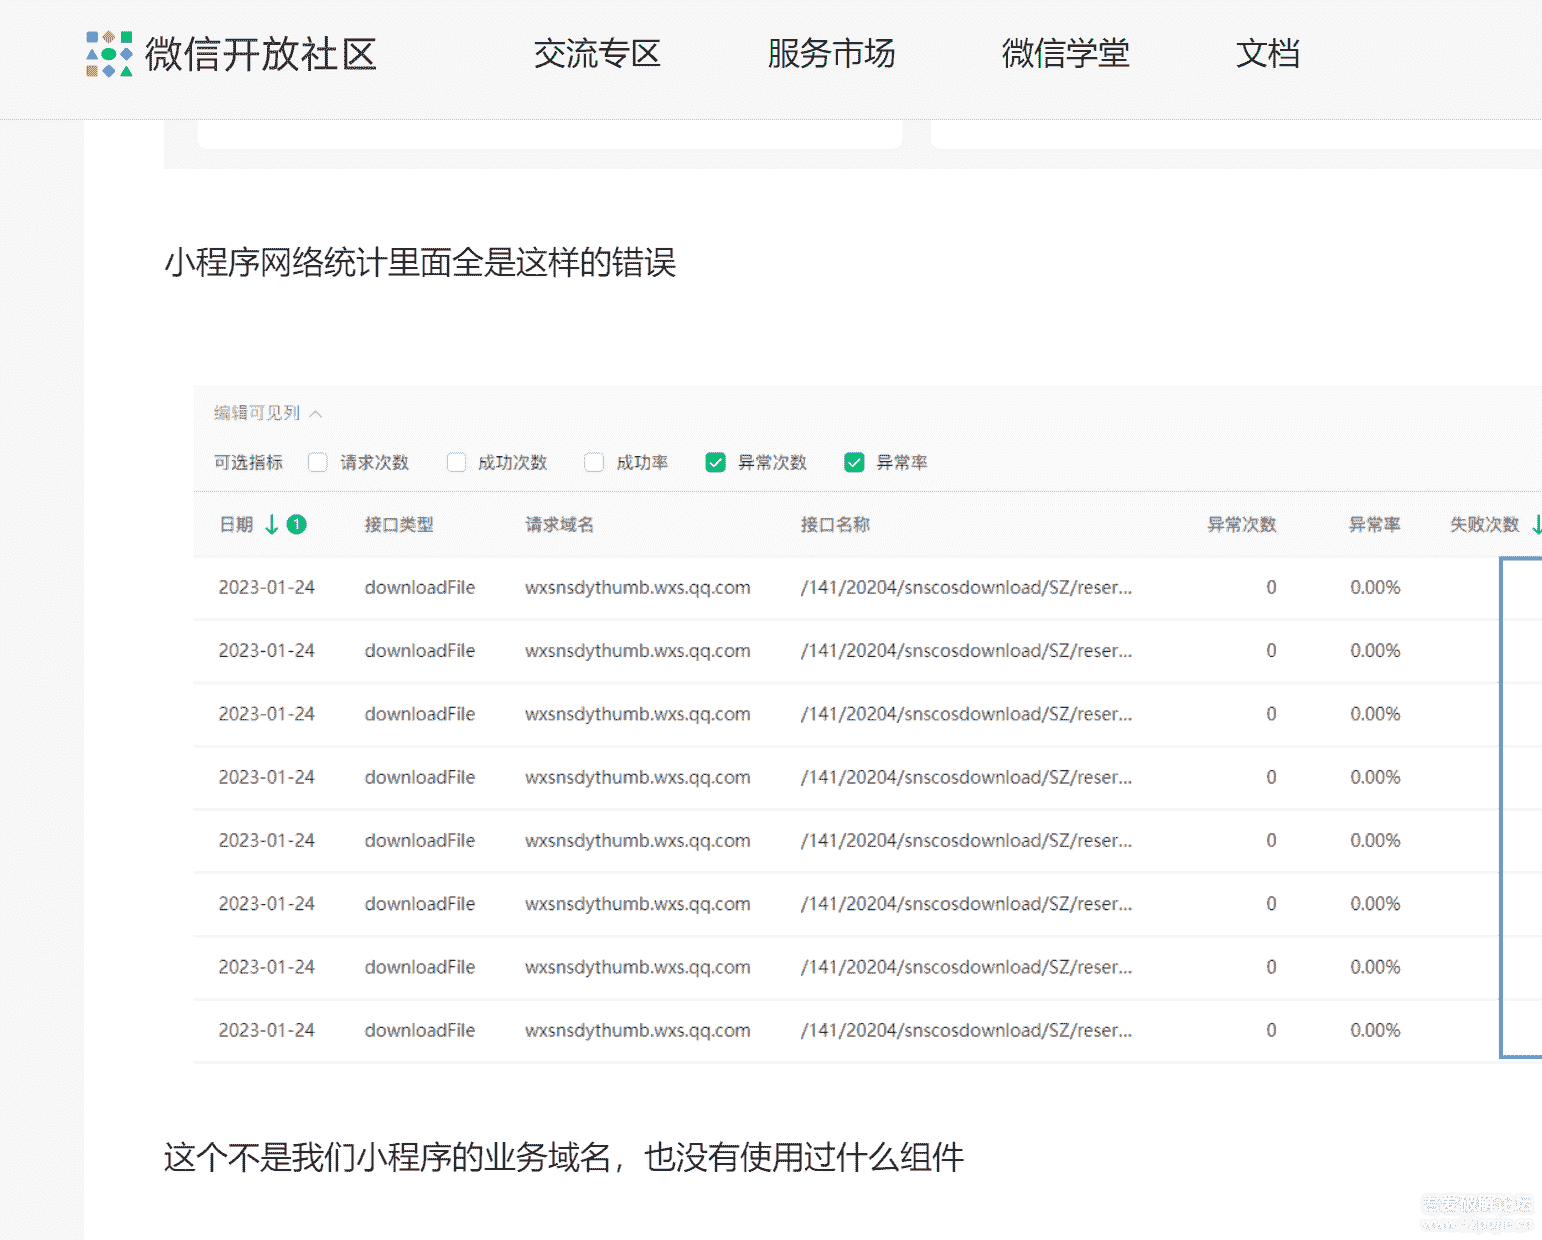 微信开放社区 交流专区 服务市场 微信学堂 文档
小程序网络统计里面全是这样的错误
编辑可见列
可选指标 请求次数 成功次数 成功率 异常次数 异常率
日期 1 接口类型 请求域名 接口名称 异常次数 异常率 失败次数
2023-01-24 downloadFile wxsnsdythumb.wxs.qq.com /141/20204/snscosdownload/SZ/reser... 0 0.00%
2023-01-24 downloadFile wxsnsdythumb.wxs.qq.com /141/20204/snscosdownload/SZ/reser... 0 0.00%
2023-01-24 downloadFile wxsnsdythumb.wxs.qq.com /141/20204/snscosdownload/SZ/reser... 0 0.00%
2023-01-24 downloadFile wxsnsdythumb.wxs.qq.com /141/20204/snscosdownload/SZ/reser... 0 0.00%
2023-01-24 downloadFile wxsnsdythumb.wxs.qq.com /141/20204/snscosdownload/SZ/reser... 0 0.00%
2023-01-24 downloadFile wxsnsdythumb.wxs.qq.com /141/20204/snscosdownload/SZ/reser... 0 0.00%
2023-01-24 downloadFile wxsnsdythumb.wxs.qq.com /141/20204/snscosdownload/SZ/reser... 0 0.00%
2023-01-24 downloadFile wxsnsdythumb.wxs.qq.com /141/20204/snscosdownload/SZ/reser... 0 0.00%
这个不是我们小程序的业务域名，也没有使用过什么组件